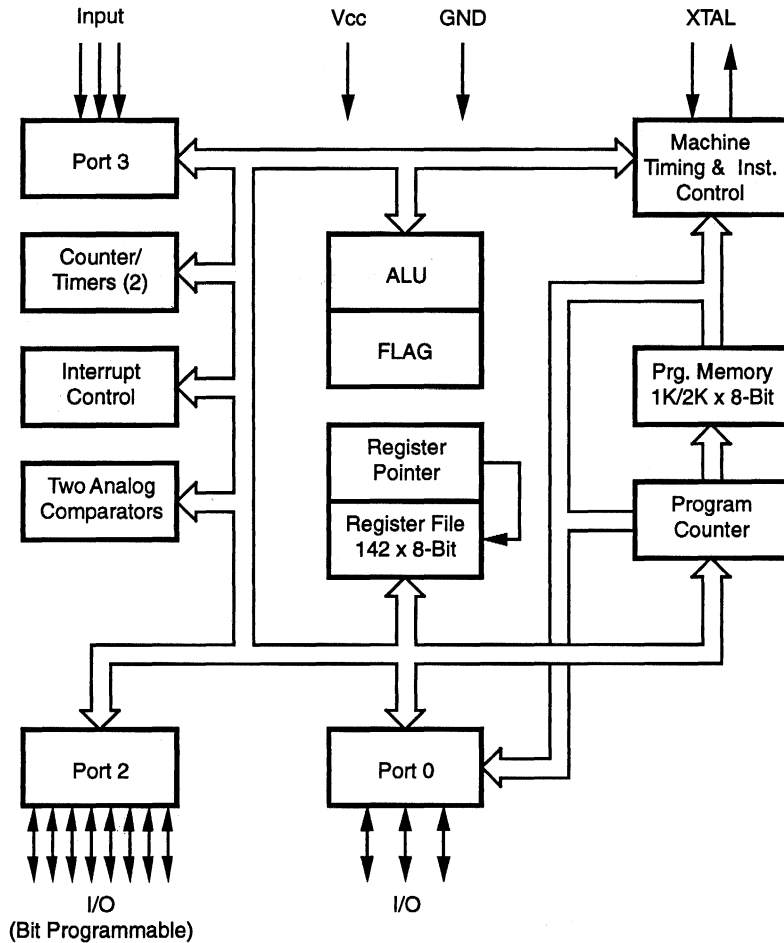 Input
Vcc
GND
XTAL
Port 3
Machine
Timing & Inst.
Control
Counter/
Timers (2)
ALU
FLAG
Interrupt
Control
Prg. Memory
1K/2K x 8-Bit
Register
Pointer
Two Analog
Comparators
Register File
142 x 8-Bit
Program
Counter
Port 2
Port 0
I/O
(Bit Programmable)
I/O